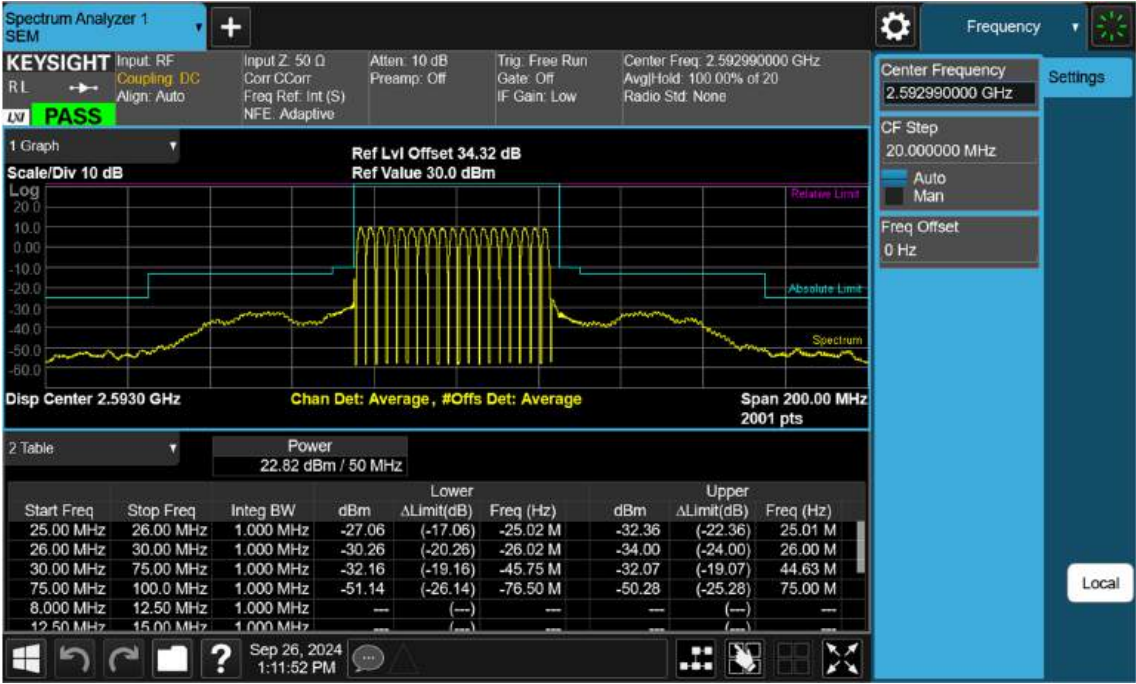 Spectrum Analyzer 1
SEM
+
Frequency
KEYSIGHT
R L
LXI
PASS
Input: RF
Coupling: DC
Align: Auto
Input Z: 50 Ω
Corr CCorr
Freq Ref: Int (S)
NFE: Adaptive
Atten: 10 dB
Preamp: Off
Trig: Free Run
Gate: Off
IF Gain: Low
Center Freq: 2.592990000 GHz
Avg|Hold: 100.00% of 20
Radio Std: None
Center Frequency
2.592990000 GHz
Settings
CF Step
20.000000 MHz
Auto
Man
Freq Offset
0 Hz
1 Graph
Ref Lvl Offset 34.32 dB
Scale/Div 10 dB
Ref Value 30.0 dBm
Log
20.0
10.0
0.00
-10.0
-20.0
-30.0
-40.0
-50.0
-60.0
Relative Limit
Absolute Limit
Spectrum
Disp Center 2.5930 GHz
Chan Det: Average, #Offs Det: Average
Span 200.00 MHz
2001 pts
2 Table
Power
22.82 dBm / 50 MHz
Lower Upper
Start Freq Stop Freq Integ BW dBm ΔLimit(dB) Freq (Hz) dBm ΔLimit(dB) Freq (Hz)
25.00 MHz 26.00 MHz 1.000 MHz -27.06 (-17.06) -25.02 M -32.36 (-22.36) 25.01 M
26.00 MHz 30.00 MHz 1.000 MHz -30.26 (-20.26) -26.02 M -34.00 (-24.00) 26.00 M
30.00 MHz 75.00 MHz 1.000 MHz -32.16 (-19.16) -45.75 M -32.07 (-19.07) 44.63 M
75.00 MHz 100.0 MHz 1.000 MHz -51.14 (-26.14) -76.50 M -50.28 (-25.28) 75.00 M
8.000 MHz 12.50 MHz 1.000 MHz --- (---) --- --- (---) ---
12.50 MHz 15.00 MHz 1.000 MHz --- (---) --- --- (---) ---
Local
?
Sep 26, 2024
1:11:52 PM